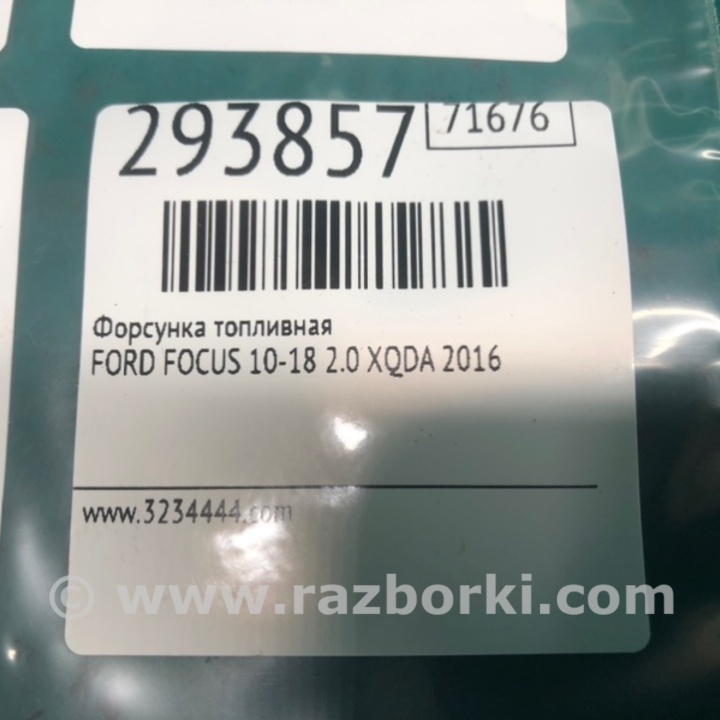 293857 71676
Форсунка топливная
FORD FOCUS 10-18 2.0 XQDA 2016
www.3234444.com
© www.razborki.com